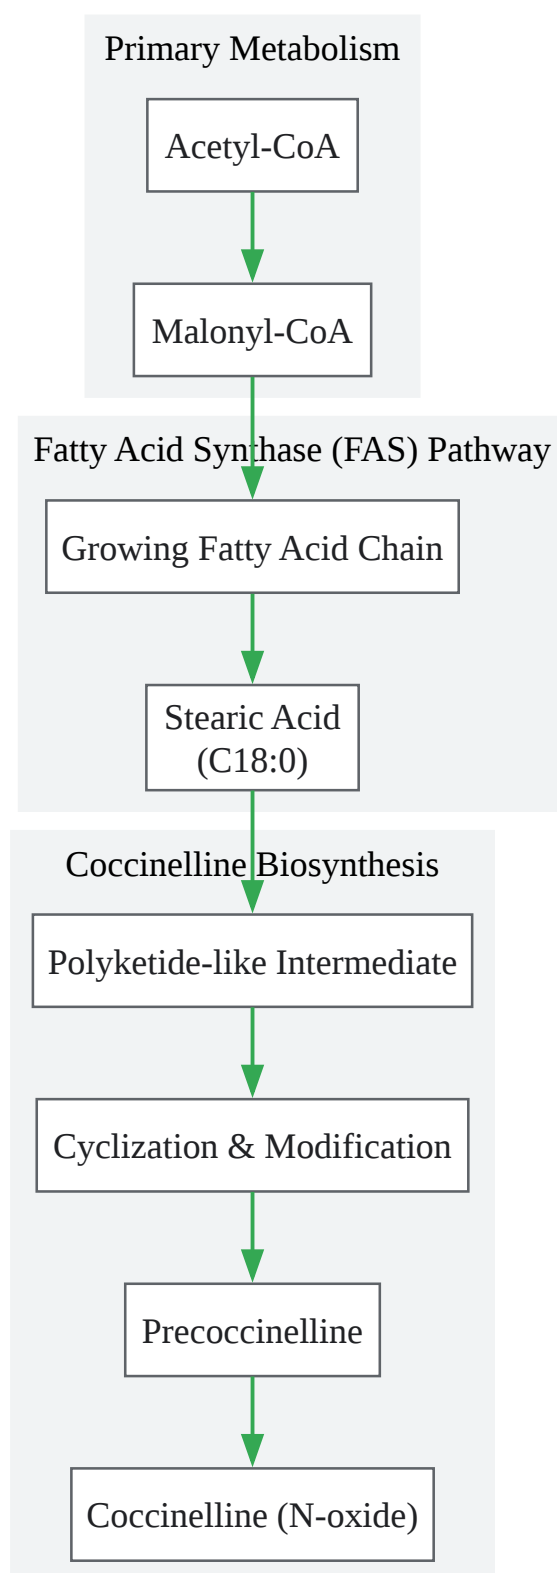 Primary Metabolism
Acetyl-CoA
Malonyl-CoA
Fatty Acid Synthase (FAS) Pathway
Growing Fatty Acid Chain
Stearic Acid
(C18:0)
Coccinelline Biosynthesis
Polyketide-like Intermediate
Cyclization & Modification
Precoccinelline
Coccinelline (N-oxide)